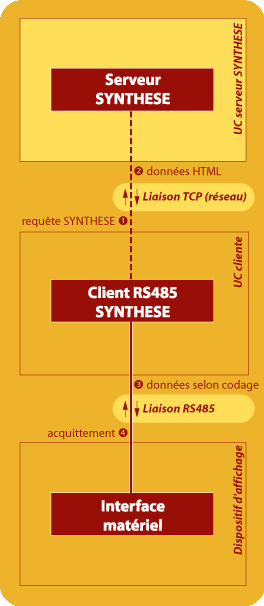 UC serveur SYNTHESE
Serveur
SYNTHESE
❷ données HTML
Liaison TCP (réseau)
requête SYNTHESE ❶
UC cliente
Client RS485
SYNTHESE
❸ données selon codage
Liaison RS485
acquittement ❹
Dispositif d'affichage
Interface
matériel